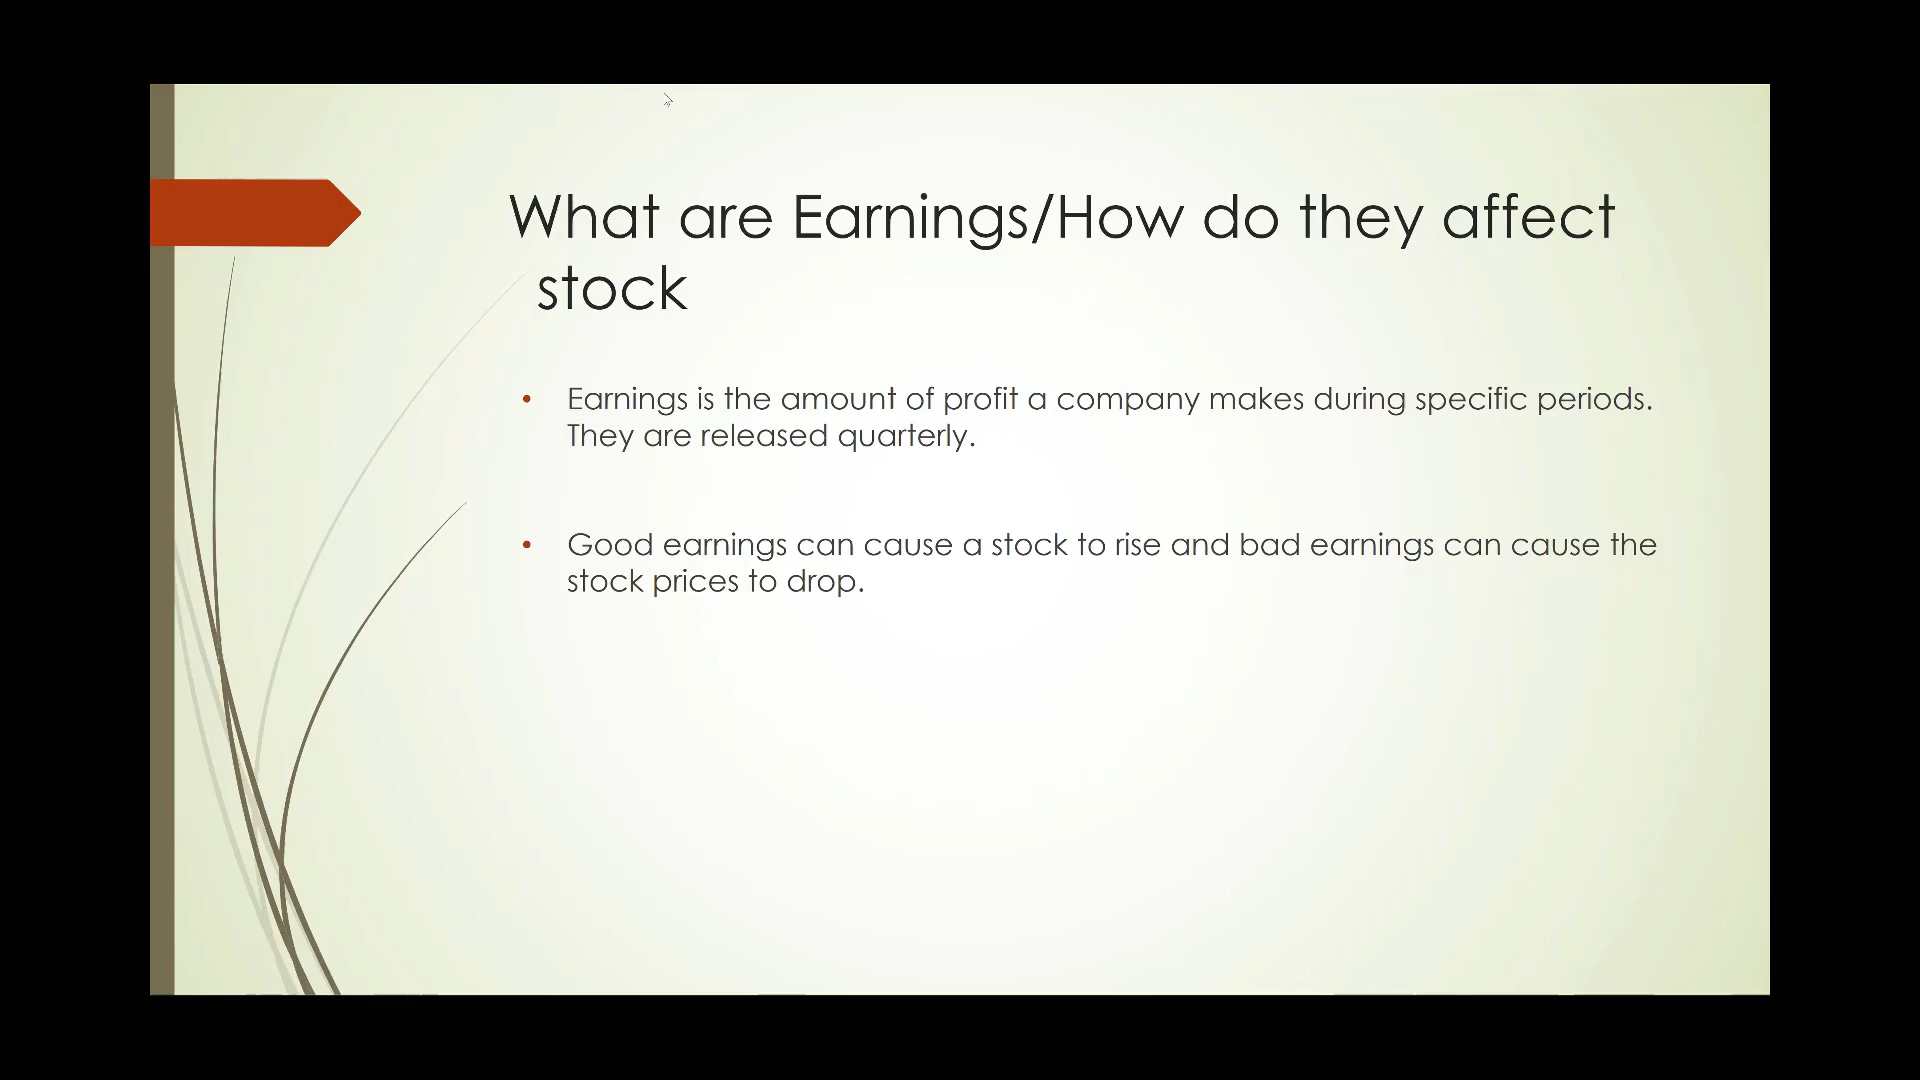 What are Earnings/How do they affect
stock
• Earnings is the amount of profit a company makes during specific periods.
They are released quarterly.
• Good earnings can cause a stock to rise and bad earnings can cause the
stock prices to drop.